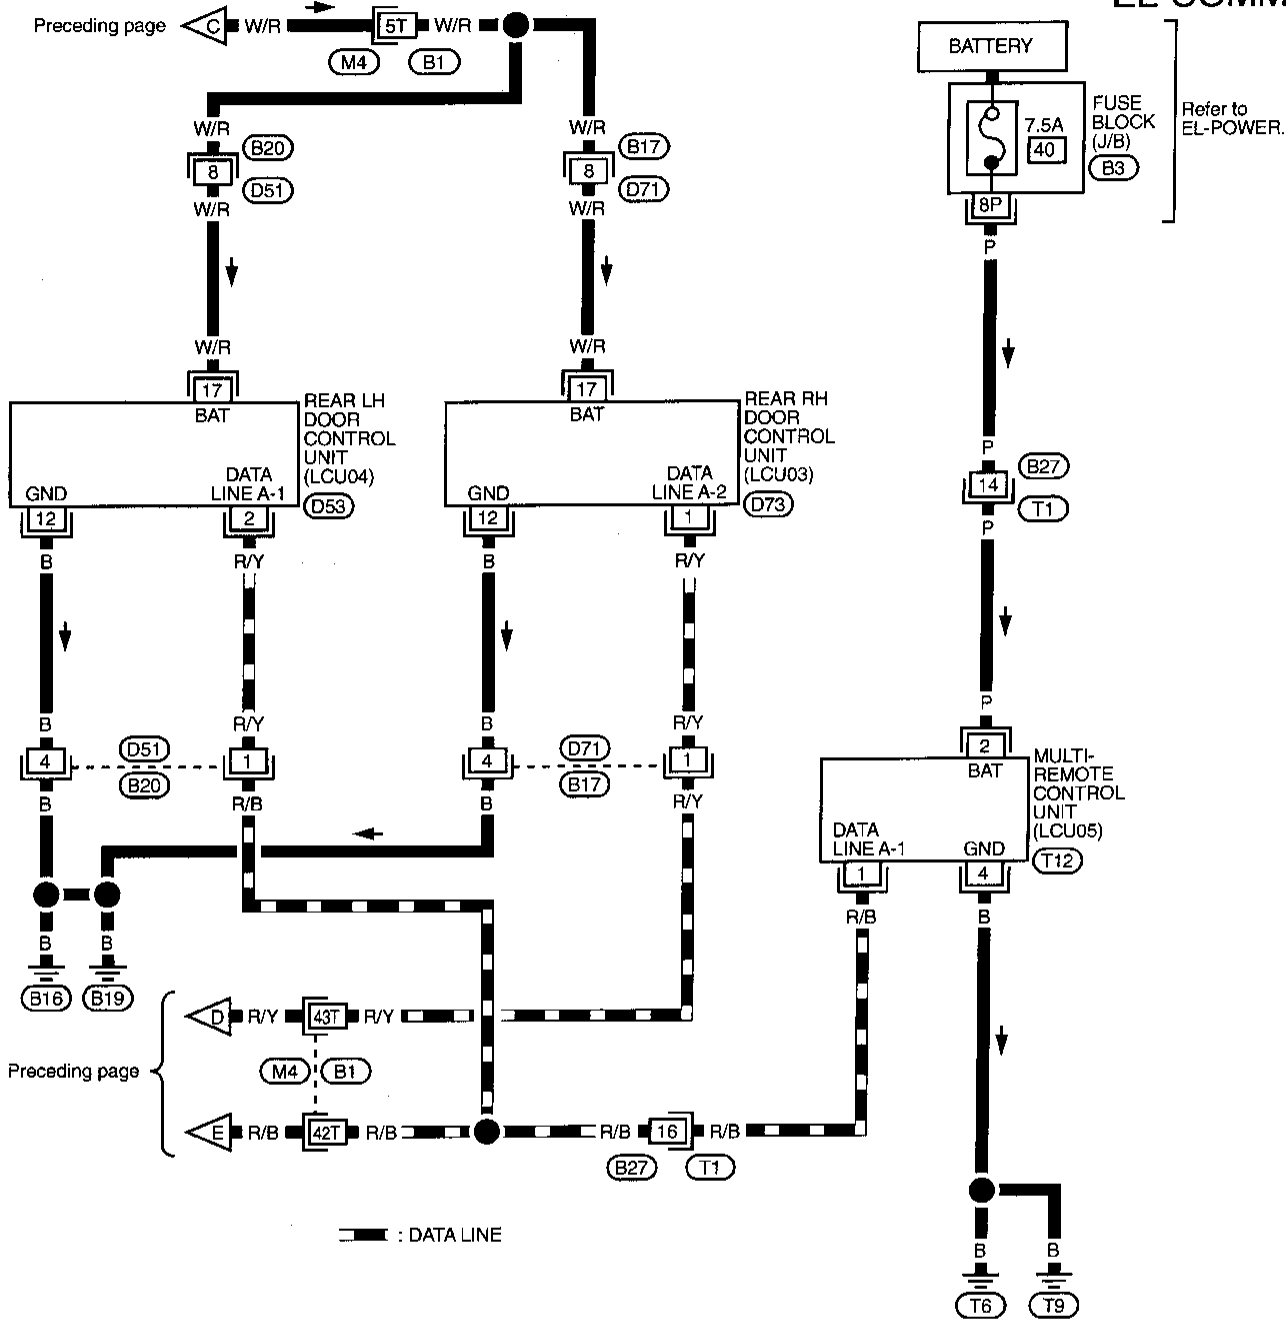 EL-COMM
Preceding page
C
W/R
5T
W/R
M4
B1
BATTERY
7.5A
40
FUSE
BLOCK
(J/B)
B3
Refer to
EL-POWER.
8P
P
W/R
B20
8
D51
W/R
W/R
B17
8
D71
W/R
W/R
17
BAT
REAR LH
DOOR
CONTROL
UNIT
(LCU04)
D53
GND
DATA
LINE A-1
12
2
B
R/Y
W/R
17
BAT
REAR RH
DOOR
CONTROL
UNIT
(LCU03)
D73
GND
DATA
LINE A-2
12
1
B
R/Y
P
14
B27
T1
P
B
R/Y
4
D51
B20
1
B
R/B
B
R/Y
4
D71
B17
1
B
R/Y
P
2
BAT
MULTI-
REMOTE
CONTROL
UNIT
(LCU05)
T12
DATA
LINE A-1
GND
1
4
R/B
B
B
B
B16
B19
Preceding page
D
R/Y
43T
R/Y
M4
B1
E
R/B
42T
R/B
R/B
16
R/B
B27
T1
: DATA LINE
B
B
T6
T9